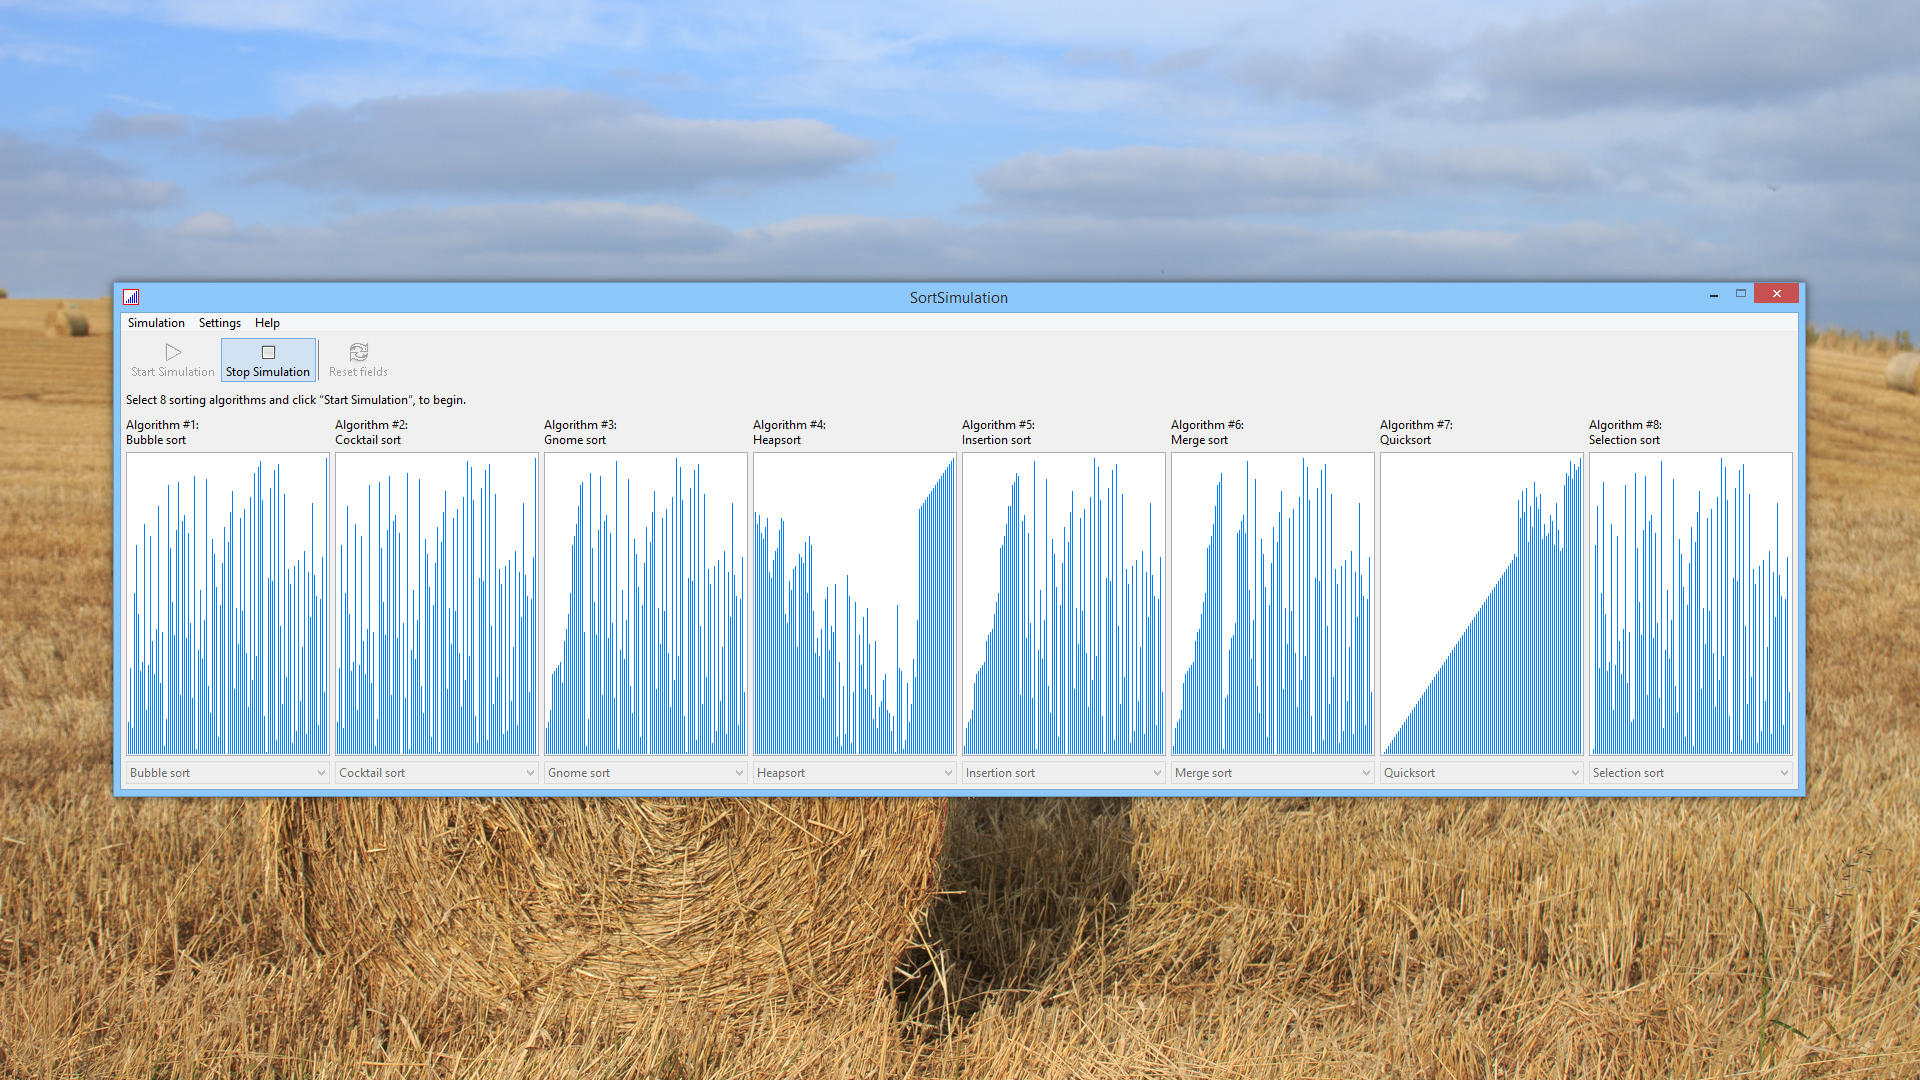 SortSimulation
Simulation Settings Help
Start Simulation Stop Simulation Reset fields
Select 8 sorting algorithms and click “Start Simulation“, to begin.
Algorithm #1: Algorithm #2: Algorithm #3: Algorithm #4: Algorithm #5: Algorithm #6: Algorithm #7: Algorithm #8:
Bubble sort Cocktail sort Gnome sort Heapsort Insertion sort Merge sort Quicksort Selection sort
Bubble sort Cocktail sort Gnome sort Heapsort Insertion sort Merge sort Quicksort Selection sort